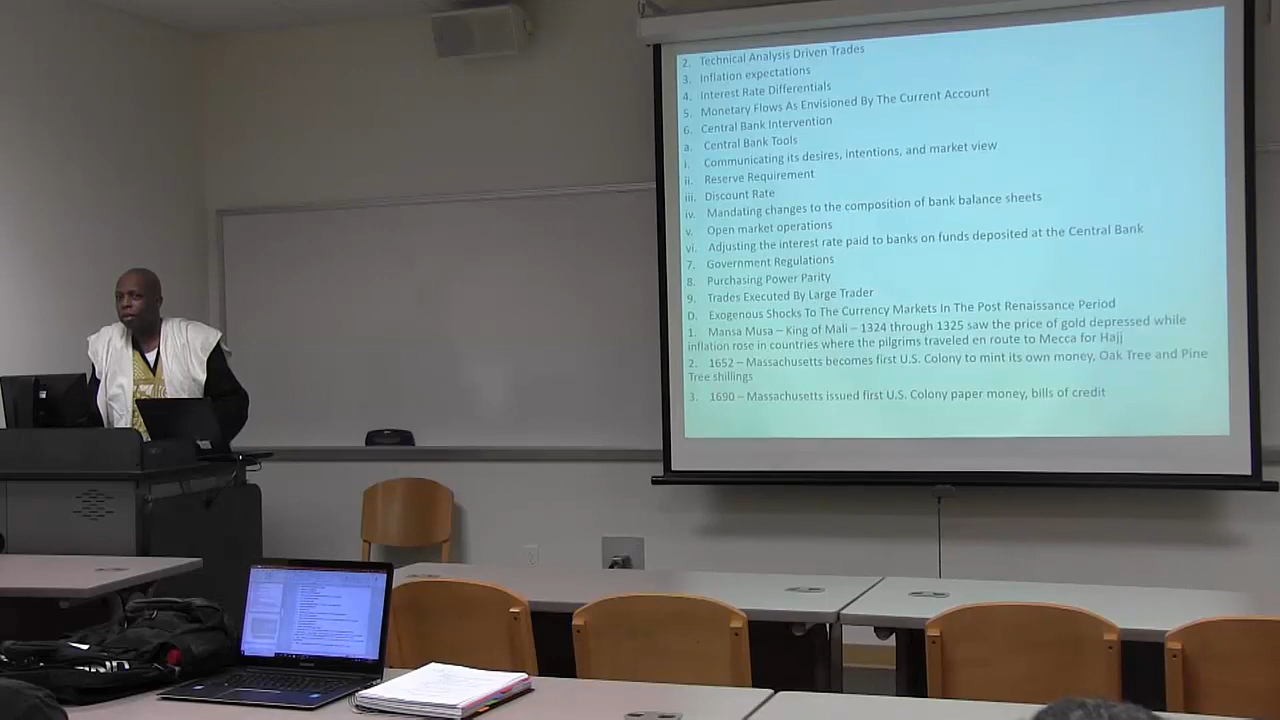 2. Technical Analysis Driven Trades
3. Inflation expectations
4. Interest Rate Differentials
5. Monetary Flows As Envisioned By The Current Account
6. Central Bank Intervention
a. Central Bank Tools
i. Communicating its desires, intentions, and market view
ii. Reserve Requirement
iii. Discount Rate
iv. Mandating changes to the composition of bank balance sheets
v. Open market operations
vi. Adjusting the interest rate paid to banks on funds deposited at the Central Bank
7. Government Regulations
8. Purchasing Power Parity
9. Trades Executed By Large Trader
D. Exogenous Shocks To The Currency Markets In The Post Renaissance Period
1. Mansa Musa – King of Mali – 1324 through 1325 saw the price of gold depressed while
inflation rose in countries where the pilgrims traveled en route to Mecca for Hajj
2. 1652 – Massachusetts becomes first U.S. Colony to mint its own money, Oak Tree and Pine
Tree shillings
3. 1690 – Massachusetts issued first U.S. Colony paper money, bills of credit